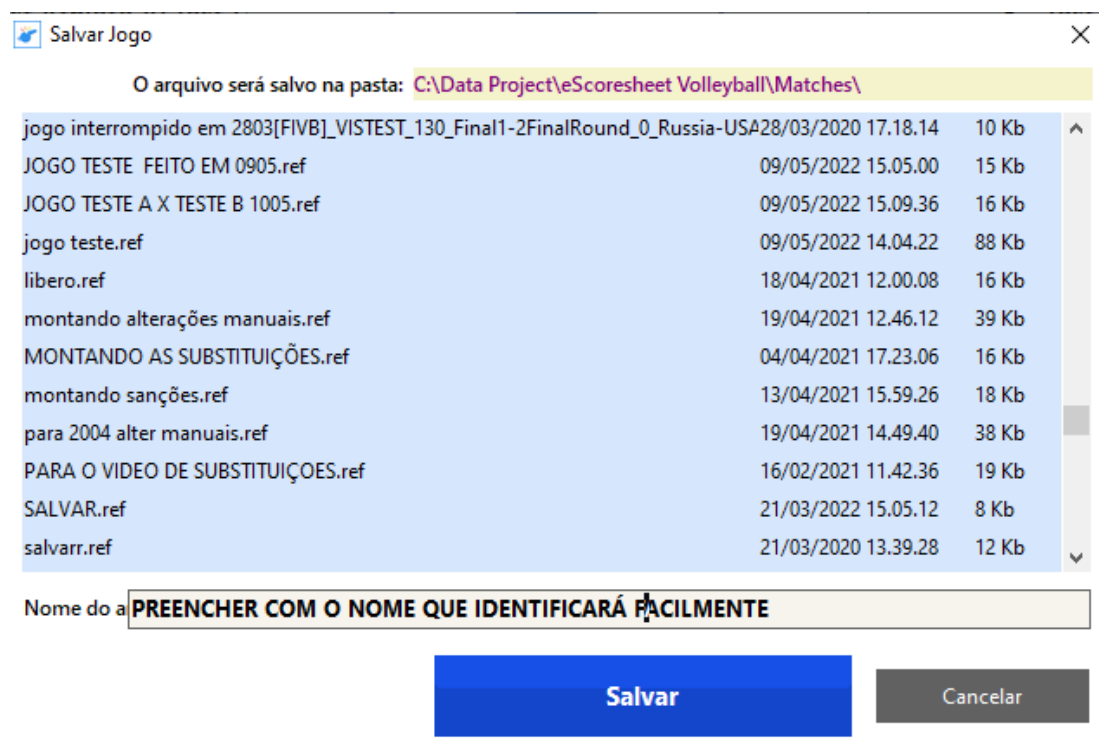 Salvar Jogo
O arquivo será salvo na pasta: C:\Data Project\eScoresheet Volleyball\Matches\
jogo interrompido em 2803[FIVB]_VISTEST_130_Final1-2FinalRound_0_Russia-USA28/03/2020 17.18.14 10 Kb
JOGO TESTE  FEITO EM 0905.ref 09/05/2022 15.05.00 15 Kb
JOGO TESTE A X TESTE B 1005.ref 09/05/2022 15.09.36 16 Kb
jogo teste.ref 09/05/2022 14.04.22 88 Kb
libero.ref 18/04/2021 12.00.08 16 Kb
montando alterações manuais.ref 19/04/2021 12.46.12 39 Kb
MONTANDO AS SUBSTITUIÇÕES.ref 04/04/2021 17.23.06 16 Kb
montando sanções.ref 13/04/2021 15.59.26 18 Kb
para 2004 alter manuais.ref 19/04/2021 14.49.40 38 Kb
PARA O VIDEO DE SUBSTITUIÇOES.ref 16/02/2021 11.42.36 19 Kb
SALVAR.ref 21/03/2022 15.05.12 8 Kb
salvarr.ref 21/03/2020 13.39.28 12 Kb
Nome do a PREENCHER COM O NOME QUE IDENTIFICARÁ FACILMENTE
Salvar Cancelar